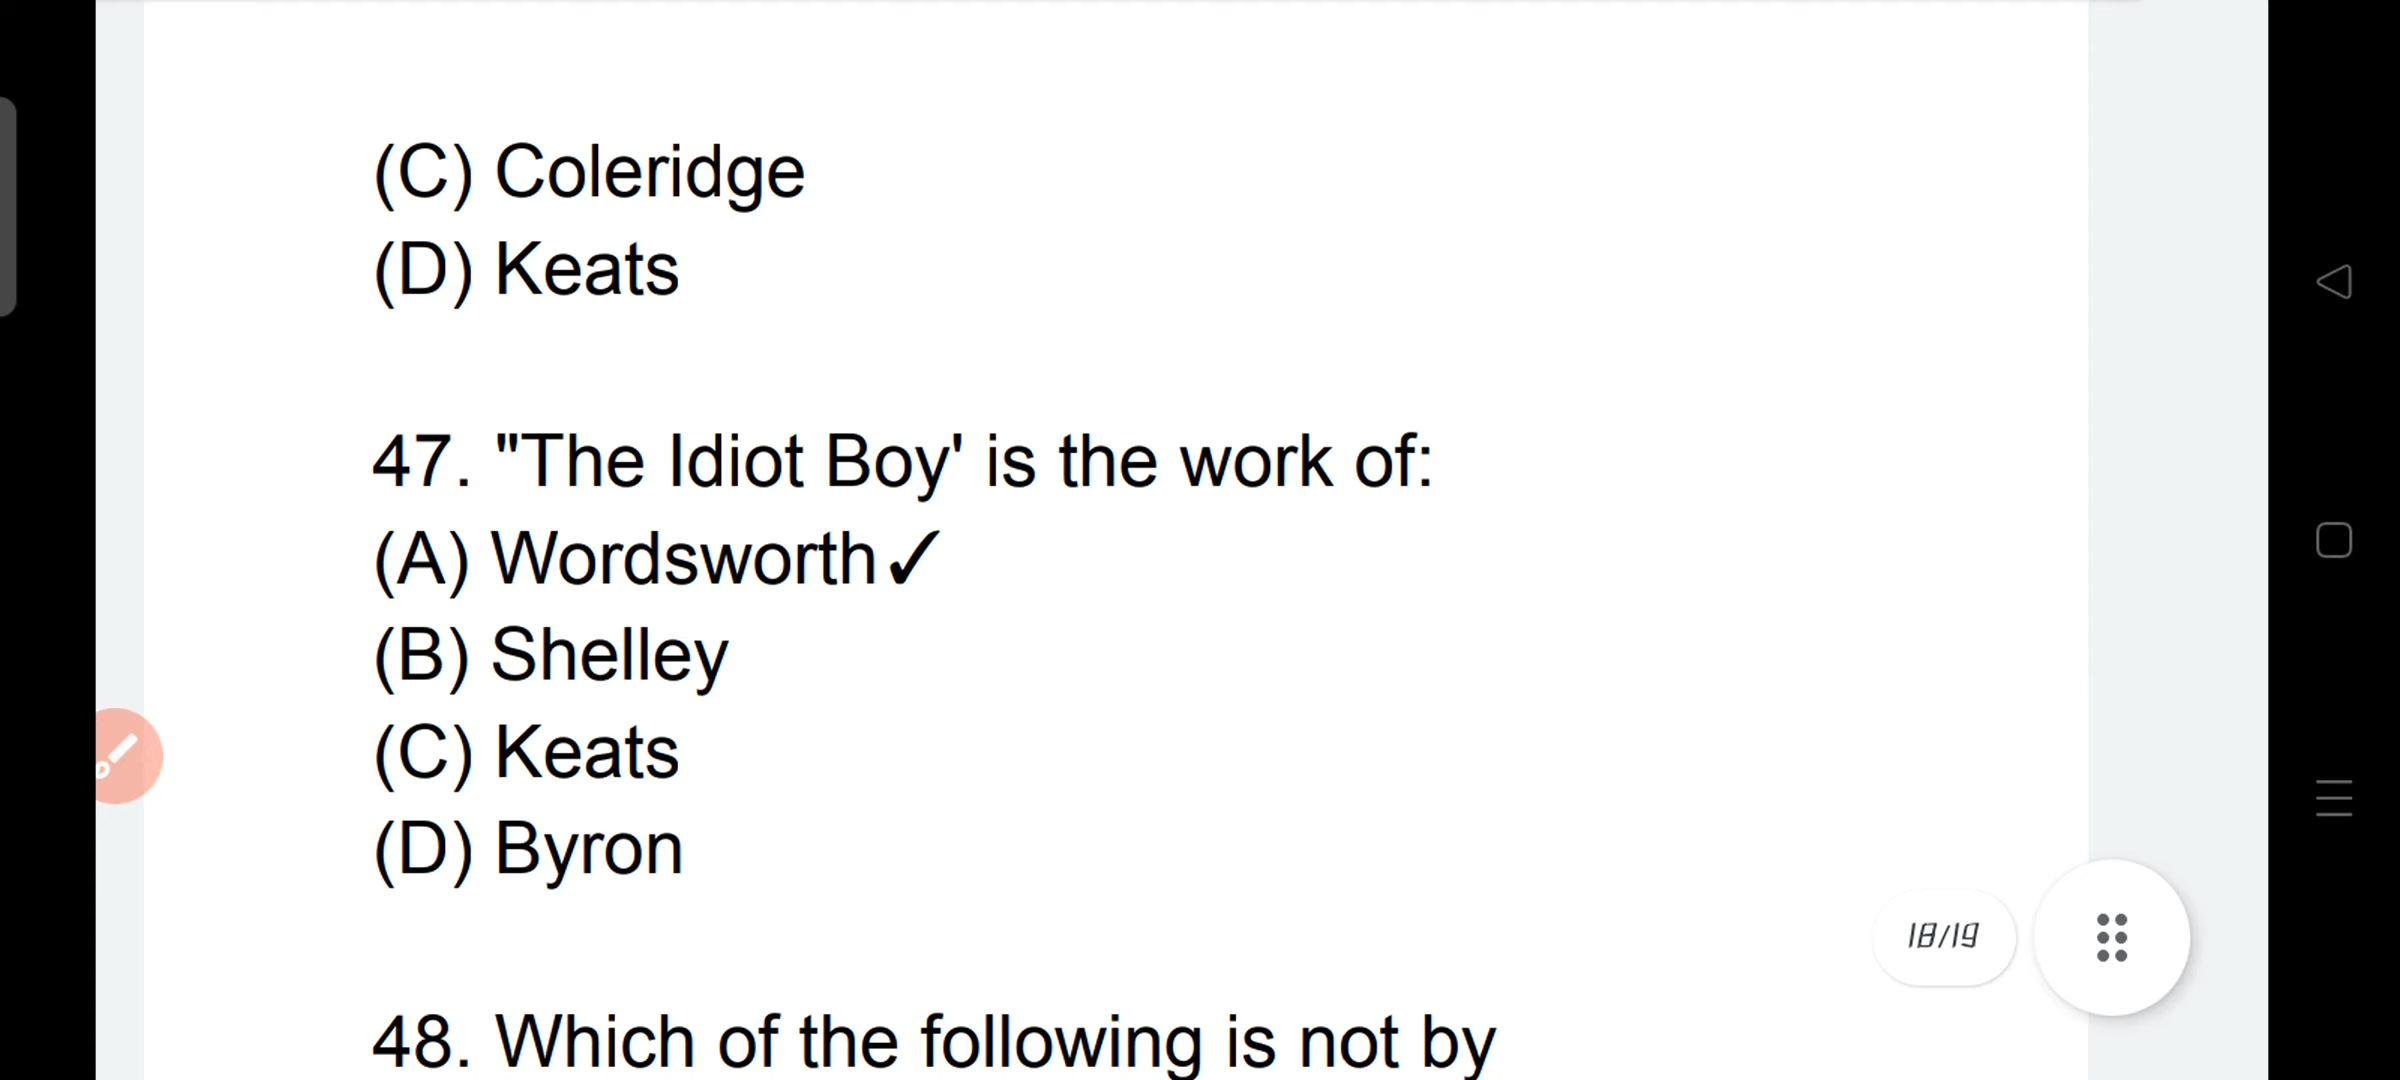 (C) Coleridge
(D) Keats
47. "The Idiot Boy' is the work of:
(A) Wordsworth✓
(B) Shelley
(C) Keats
(D) Byron
18/19
48. Which of the following is not by